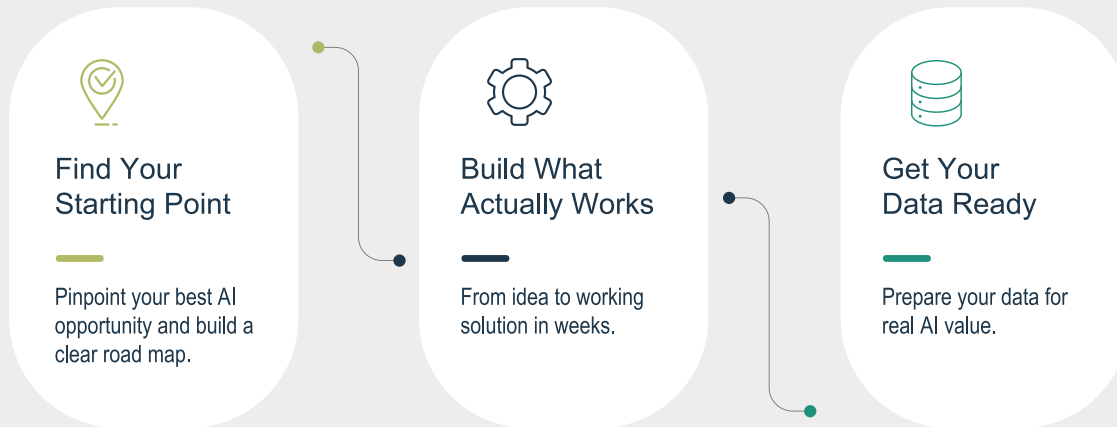 Find Your
Starting Point
Pinpoint your best AI
opportunity and build a
clear road map.
Build What
Actually Works
From idea to working
solution in weeks.
Get Your
Data Ready
Prepare your data for
real AI value.